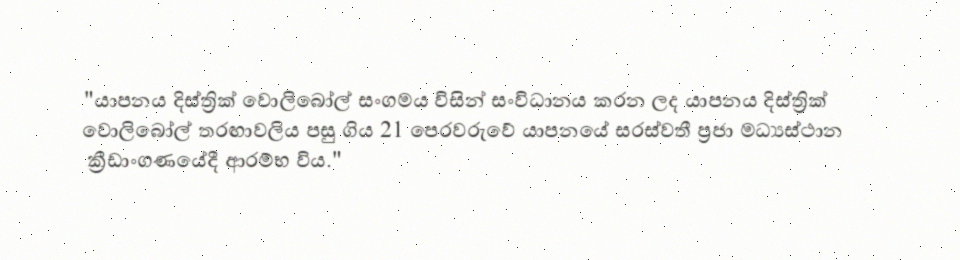 "යාපනය දිස්ත්‍රික් වොලිබෝල් සංගමය විසින් සංවිධානය කරන ලද යාපනය දිස්ත්‍රික්
වොලිබෝල් තරඟාවලිය පසු ගිය 21 පෙරවරුවේ යාපනයේ සරස්වතී ප්‍රජා මධ්‍යස්ථාන
ක්‍රීඩාංගණයේදී ආරම්භ විය."